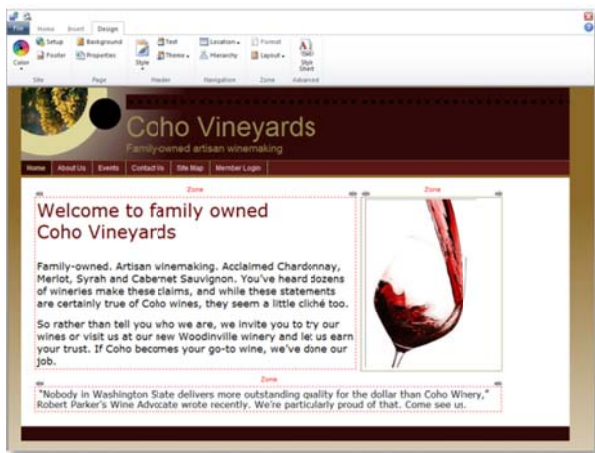 File Home Insert Design
Setup Background Text Location Format
Color Footer Properties Style Theme Hierarchy Layout Style Sheet
Site Page Header Navigation Zone Advanced
Coho Vineyards
Family-owned artisan winemaking
Home About Us Events Contact Us Site Map Member Login
Zone Zone
Welcome to family owned
Coho Vineyards
Family-owned. Artisan winemaking. Acclaimed Chardonnay,
Merlot, Syrah and Cabernet Sauvignon. You've heard dozens
of wineries make these claims, and while these statements
are certainly true of Coho wines, they seem a little cliché too.
So rather than tell you who we are, we invite you to try our
wines or visit us at our new Woodinville winery and let us earn
your trust. If Coho becomes your go-to wine, we've done our
job.
Zone
"Nobody in Washington State delivers more outstanding quality for the dollar than Coho Winery,"
Robert Parker's Wine Advocate wrote recently. We're particularly proud of that. Come see us.